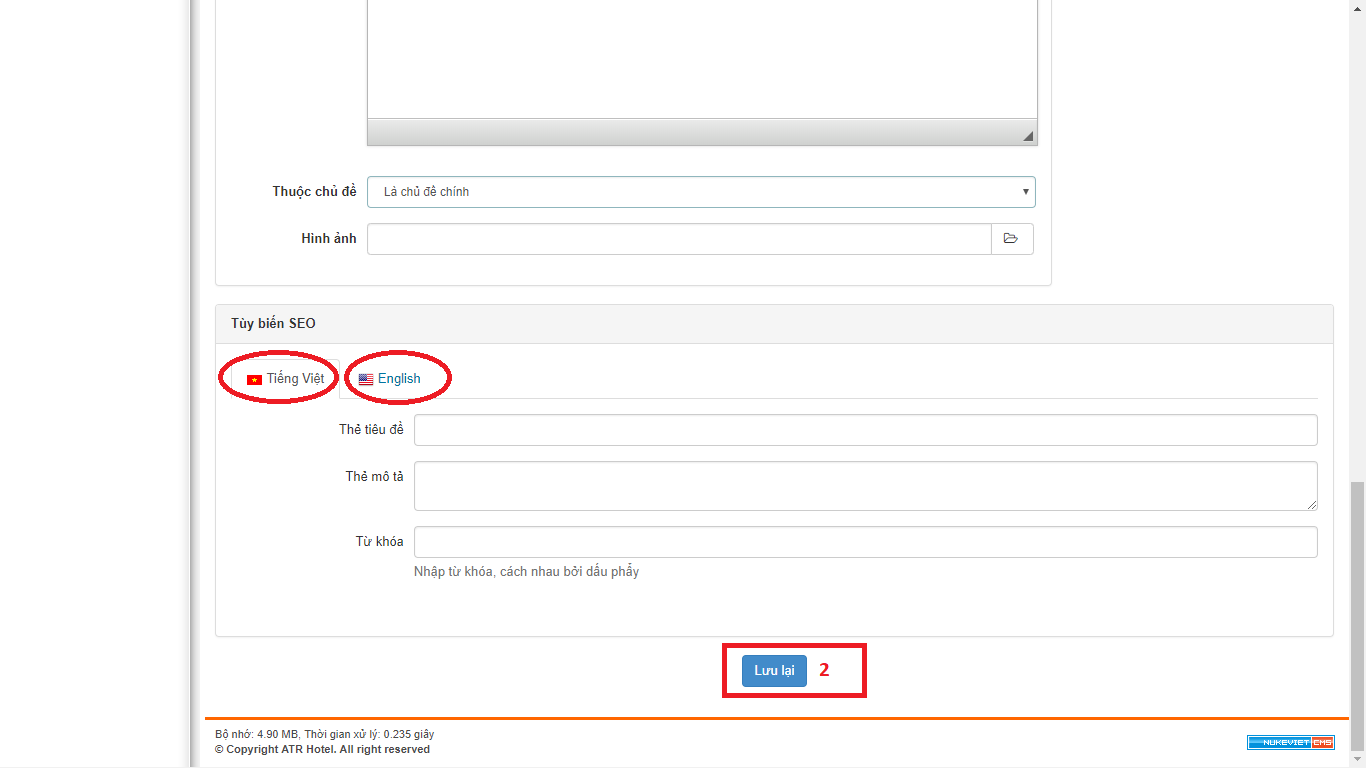 Thuộc chủ đề
Là chủ đề chính
Hình ảnh
Tùy biến SEO
Tiếng Việt
English
Thẻ tiêu đề
Thẻ mô tả
Từ khóa
Nhập từ khóa, cách nhau bởi dấu phẩy
Lưu lại 2
Bộ nhớ: 4.90 MB, Thời gian xử lý: 0.235 giây
© Copyright ATR Hotel. All right reserved
NUKEVIET CMS